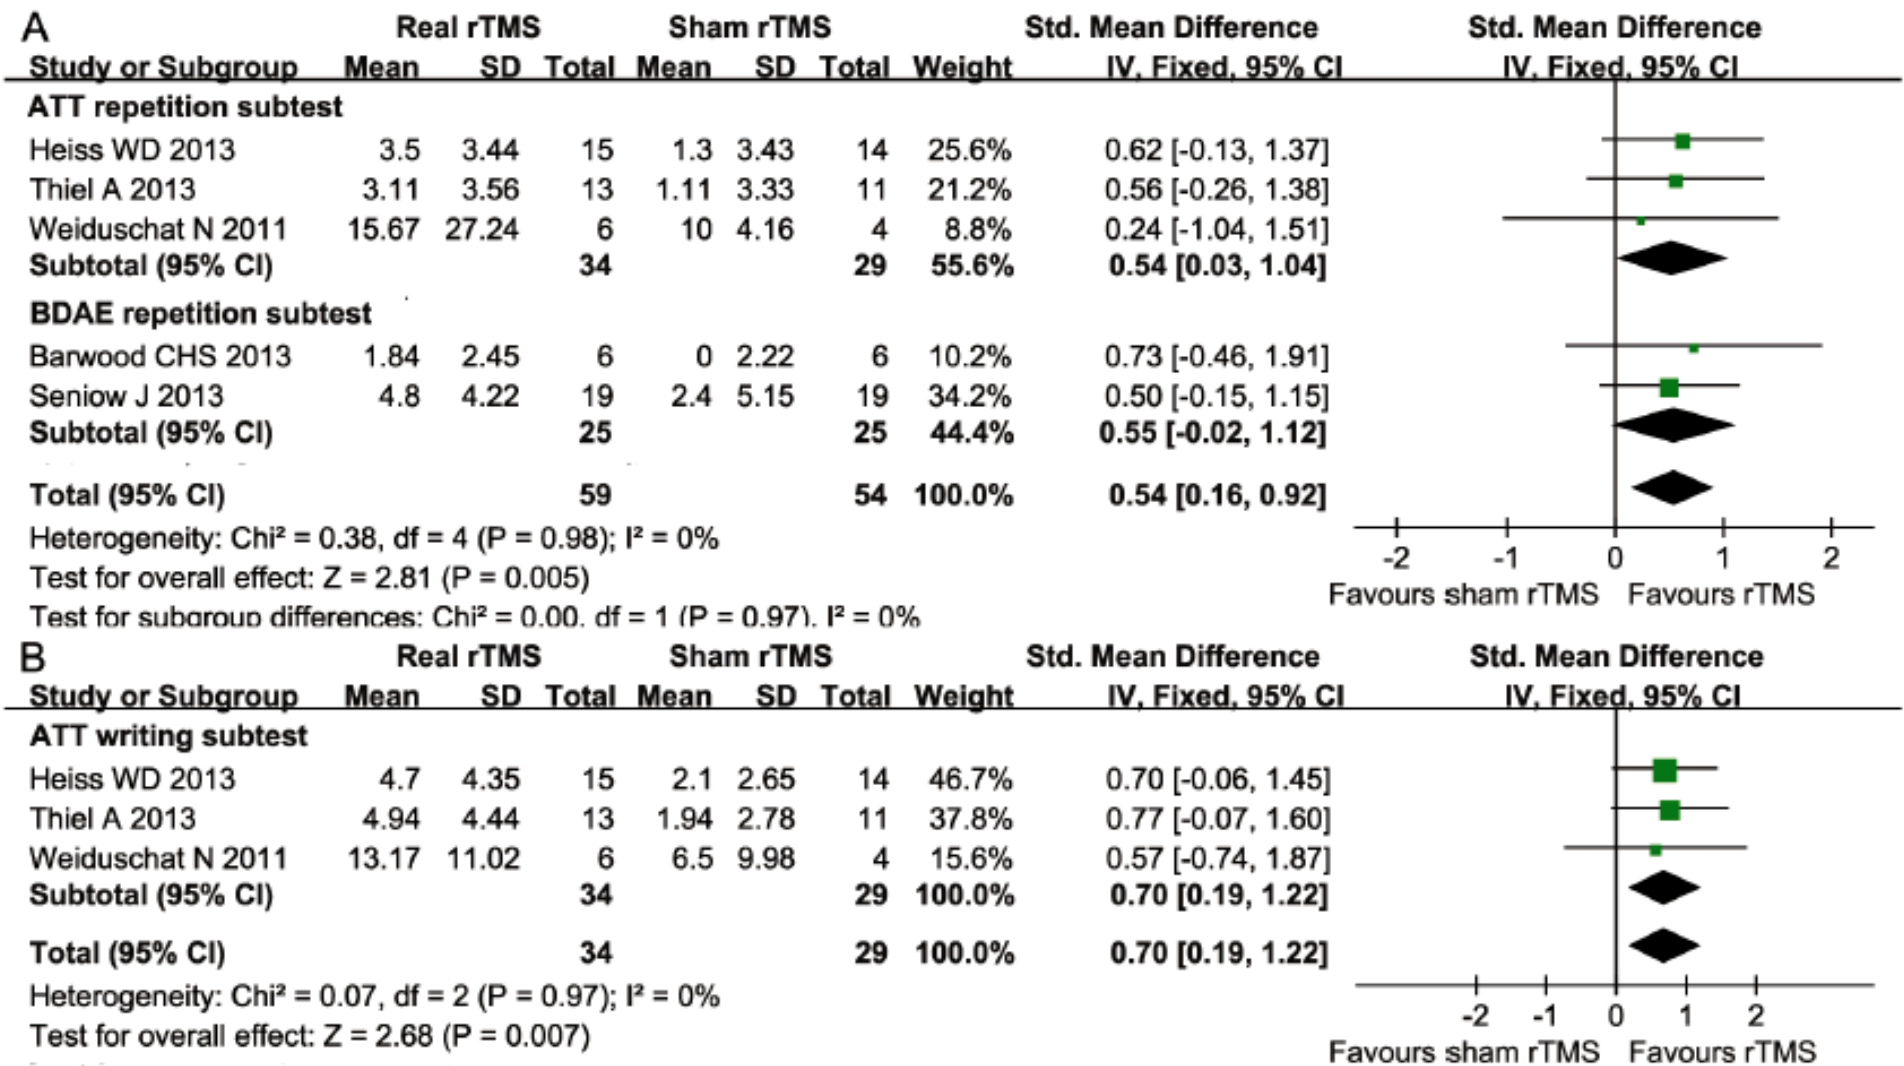 A
Real rTMS Sham rTMS Std. Mean Difference Std. Mean Difference
Study or Subgroup Mean SD Total Mean SD Total Weight IV, Fixed, 95% CI IV, Fixed, 95% CI
ATT repetition subtest
Heiss WD 2013 3.5 3.44 15 1.3 3.43 14 25.6% 0.62 [-0.13, 1.37]
Thiel A 2013 3.11 3.56 13 1.11 3.33 11 21.2% 0.56 [-0.26, 1.38]
Weiduschat N 2011 15.67 27.24 6 10 4.16 4 8.8% 0.24 [-1.04, 1.51]
Subtotal (95% CI) 34 29 55.6% 0.54 [0.03, 1.04]
BDAE repetition subtest
Barwood CHS 2013 1.84 2.45 6 0 2.22 6 10.2% 0.73 [-0.46, 1.91]
Seniow J 2013 4.8 4.22 19 2.4 5.15 19 34.2% 0.50 [-0.15, 1.15]
Subtotal (95% CI) 25 25 44.4% 0.55 [-0.02, 1.12]
Total (95% CI) 59 54 100.0% 0.54 [0.16, 0.92]
Heterogeneity: Chi² = 0.38, df = 4 (P = 0.98); I² = 0%
Test for overall effect: Z = 2.81 (P = 0.005)
Test for subgroup differences: Chi² = 0.00. df = 1 (P = 0.97). I² = 0%
-2 -1 0 1 2
Favours sham rTMS Favours rTMS
B
Real rTMS Sham rTMS Std. Mean Difference Std. Mean Difference
Study or Subgroup Mean SD Total Mean SD Total Weight IV, Fixed, 95% CI IV, Fixed, 95% CI
ATT writing subtest
Heiss WD 2013 4.7 4.35 15 2.1 2.65 14 46.7% 0.70 [-0.06, 1.45]
Thiel A 2013 4.94 4.44 13 1.94 2.78 11 37.8% 0.77 [-0.07, 1.60]
Weiduschat N 2011 13.17 11.02 6 6.5 9.98 4 15.6% 0.57 [-0.74, 1.87]
Subtotal (95% CI) 34 29 100.0% 0.70 [0.19, 1.22]
Total (95% CI) 34 29 100.0% 0.70 [0.19, 1.22]
Heterogeneity: Chi² = 0.07, df = 2 (P = 0.97); I² = 0%
Test for overall effect: Z = 2.68 (P = 0.007)
-2 -1 0 1 2
Favours sham rTMS Favours rTMS